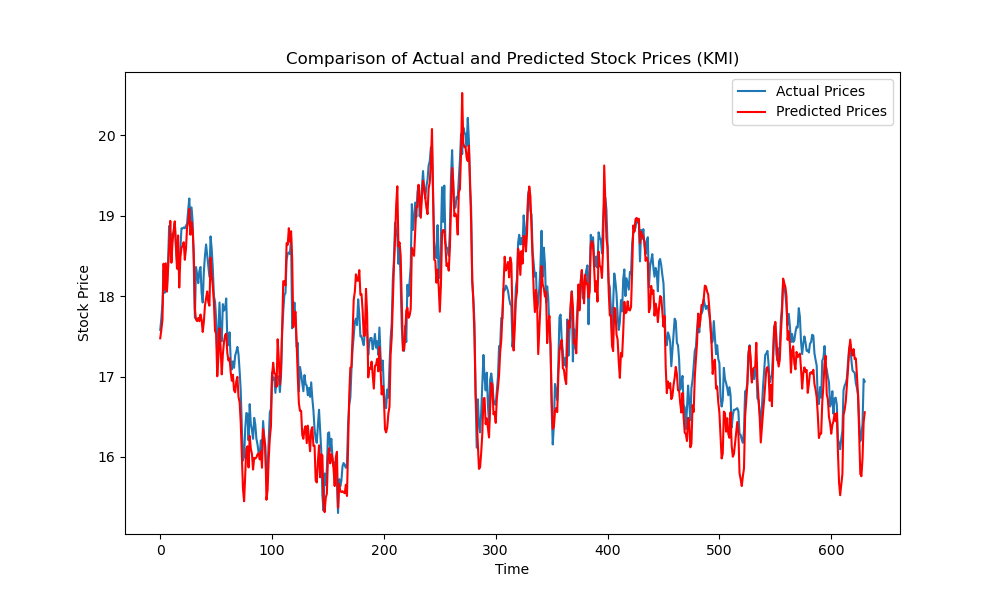 Comparison of Actual and Predicted Stock Prices (KMI)
Actual Prices
Predicted Prices
Stock Price
20
19
18
17
16
0 100 200 300 400 500 600
Time